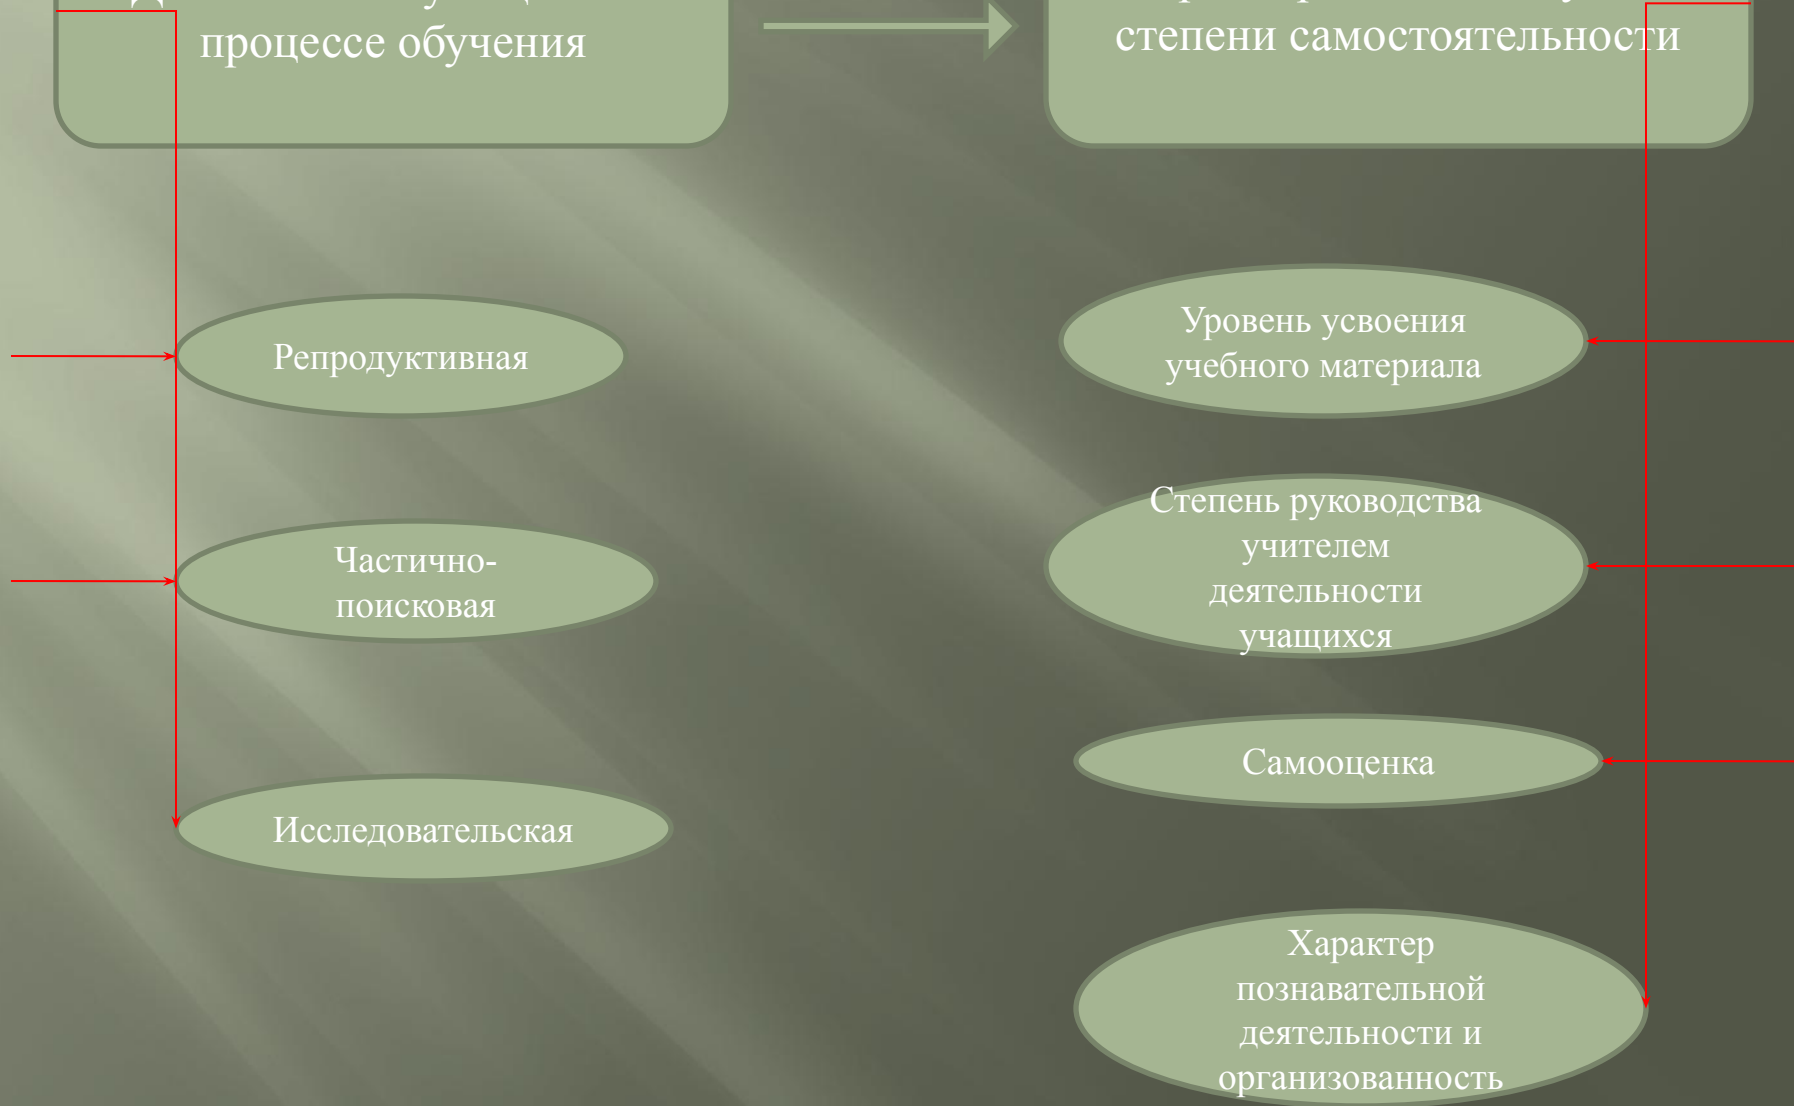 процессе обучения
степени самостоятельности
Репродуктивная
Частично-
поисковая
Исследовательская
Уровень усвоения
учебного материала
Степень руководства
учителем
деятельности
учащихся
Самооценка
Характер
познавательной
деятельности и
организованность